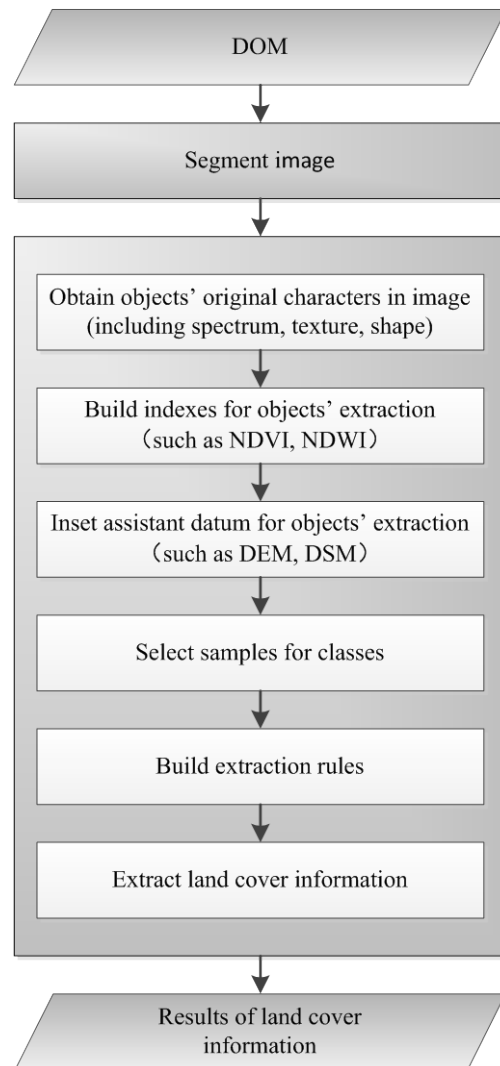 DOM
Segment image
Obtain objects’ original characters in image
(including spectrum, texture, shape)
Build indexes for objects’ extraction
（such as NDVI, NDWI）
Inset assistant datum for objects’ extraction
（such as DEM, DSM）
Select samples for classes
Build extraction rules
Extract land cover information
Results of land cover
information